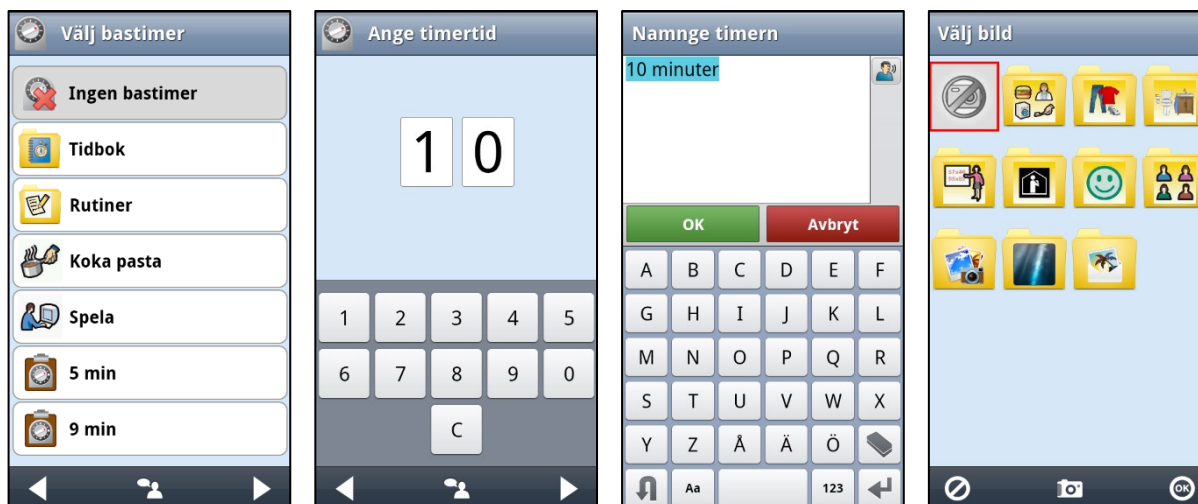 Välj bastimer
Ingen bastimer
Tidbok
Rutiner
Koka pasta
Spela
5 min
9 min
Ange timertid
1 0
1 2 3 4 5
6 7 8 9 0
C
Namnge timern
10 minuter
OK Avbryt
A B C D E F
G H I J K L
M N O P Q R
S T U V W X
Y Z Å Ä Ö
Aa 123
Välj bild
OK